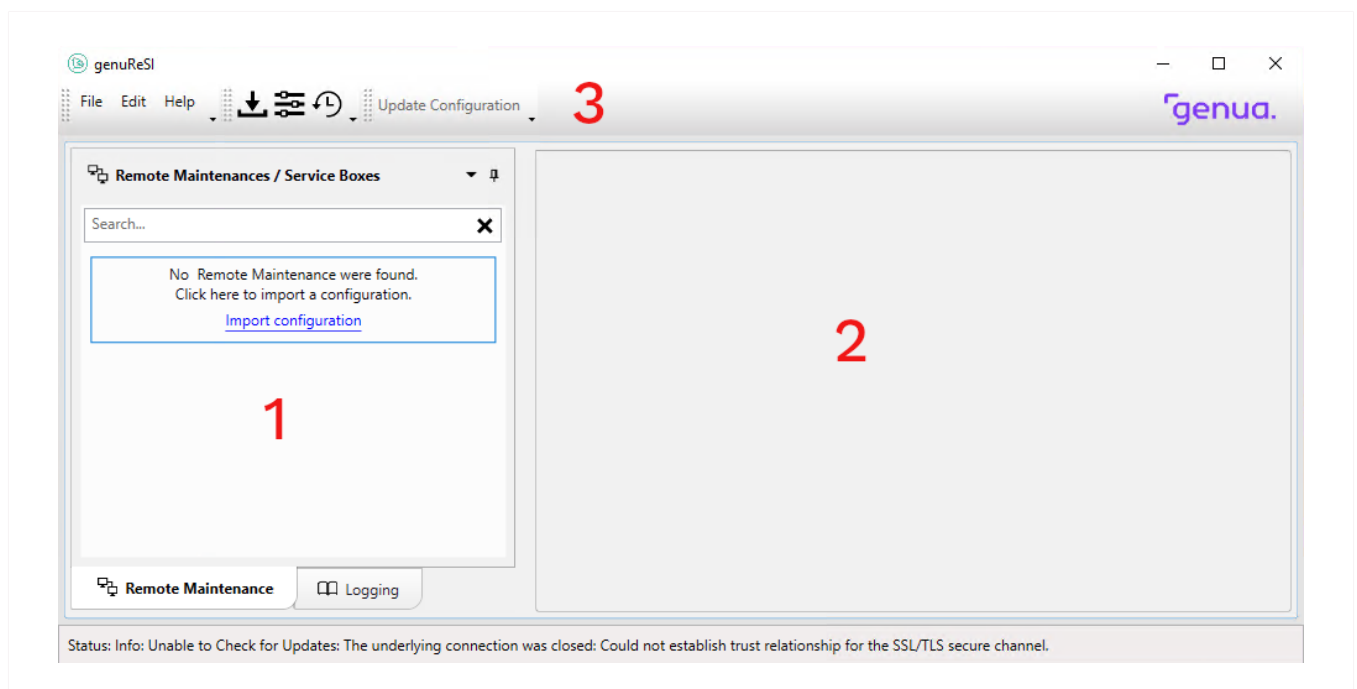 genuReSI
File Edit Help Update Configuration 3 genua.
Remote Maintenances / Service Boxes
Search...
No Remote Maintenance were found.
Click here to import a configuration.
Import configuration
2
1
Remote Maintenance Logging
Status: Info: Unable to Check for Updates: The underlying connection was closed: Could not establish trust relationship for the SSL/TLS secure channel.